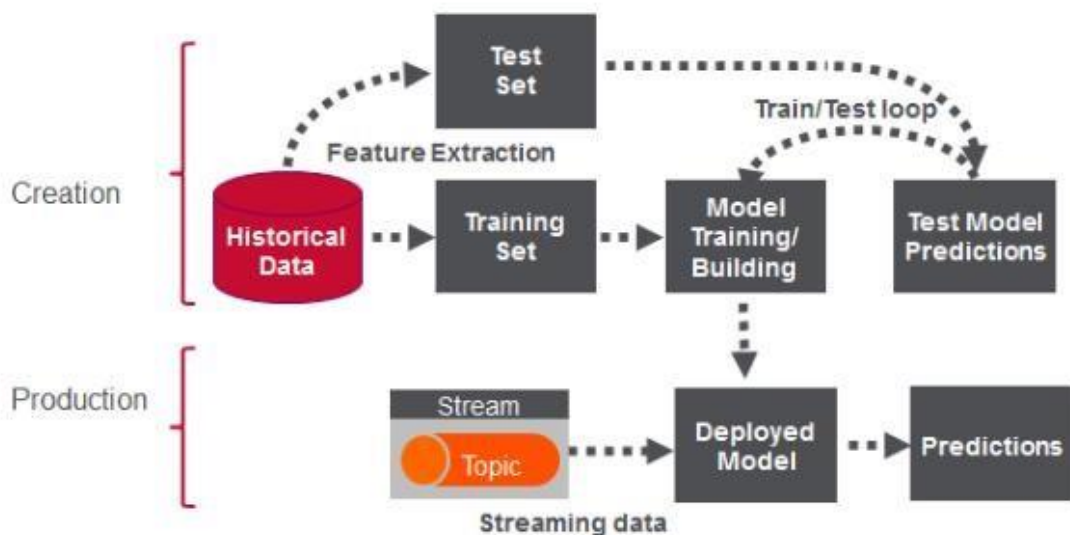 Test
Set
Train/Test loop
Feature Extraction
Creation
Historical
Data
Training
Set
Model
Training/
Building
Test Model
Predictions
Production
Stream
Topic
Deployed
Model
Predictions
Streaming data